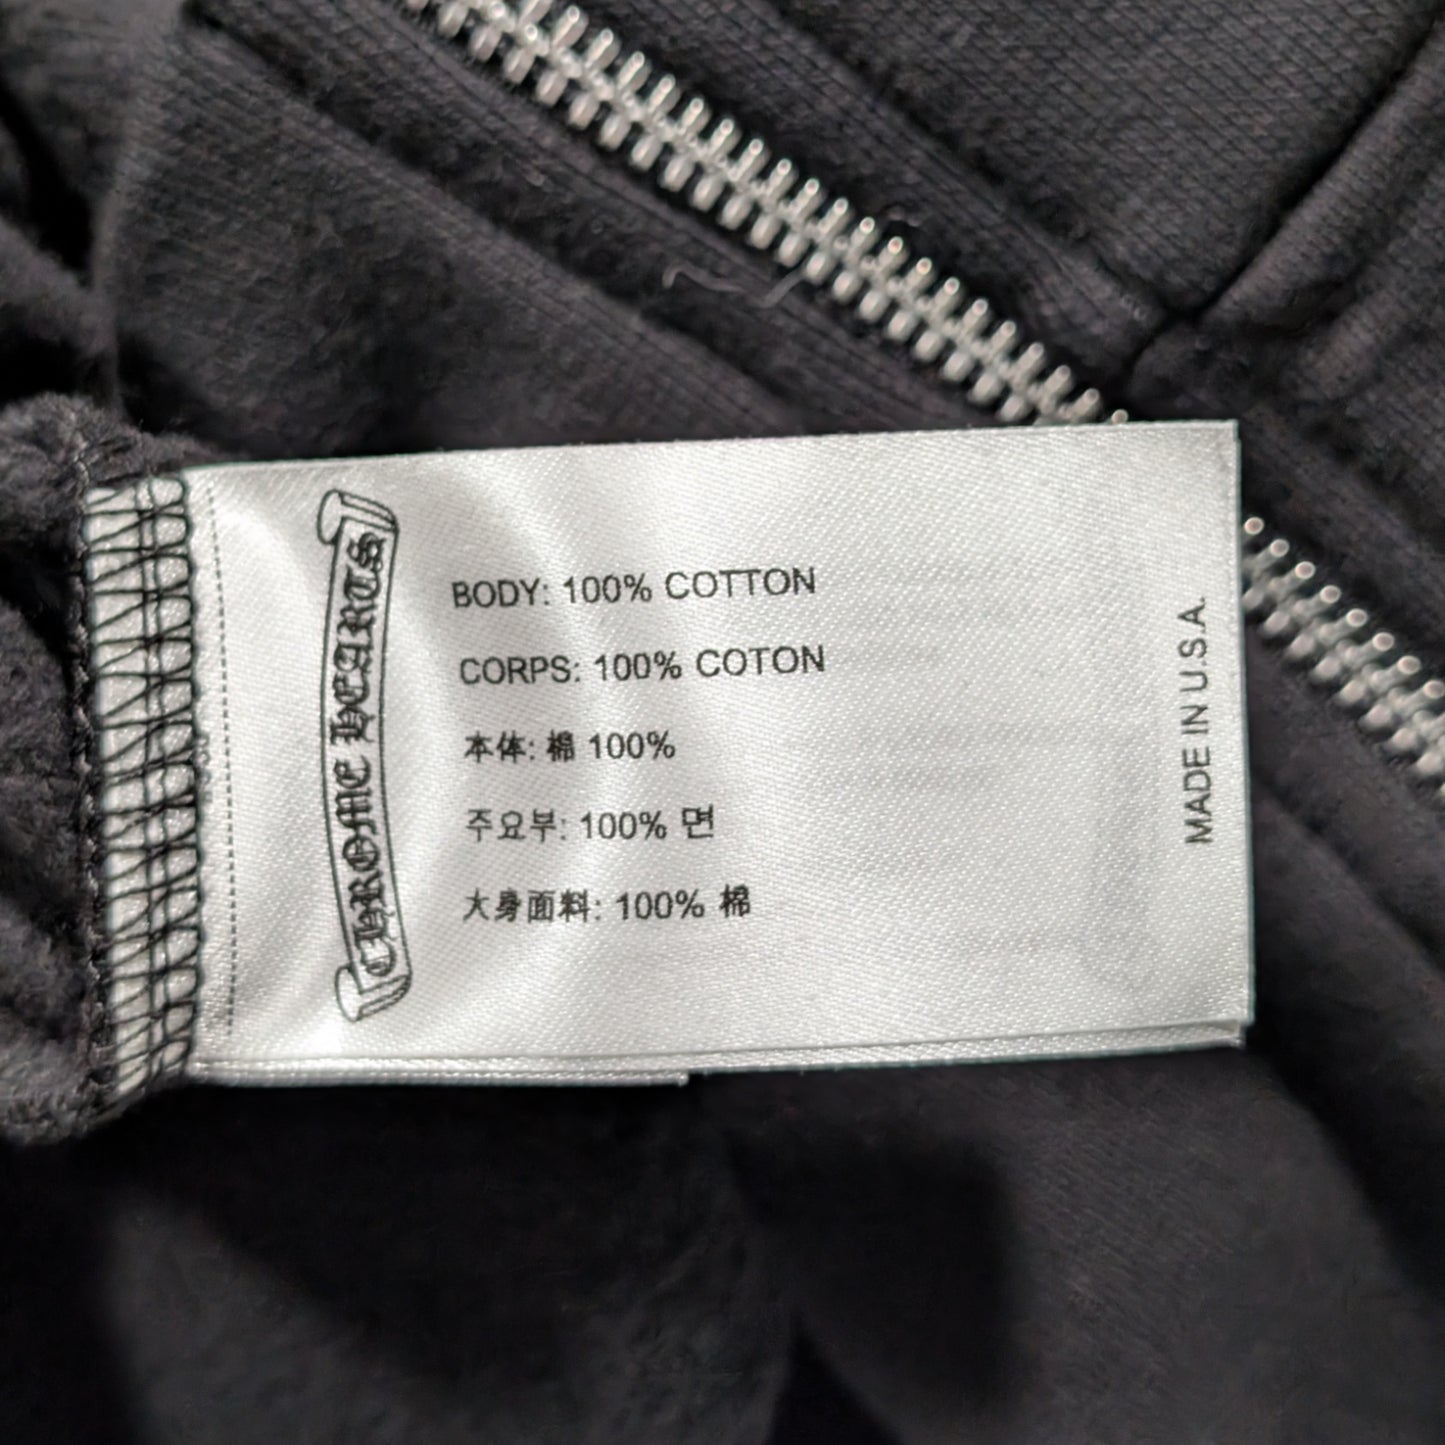 CHROME HEARTS
BODY: 100% COTTON
CORPS: 100% COTON
本体: 棉 100%
주요부: 100% 면
大身面料: 100% 棉
MADE IN U.S.A.